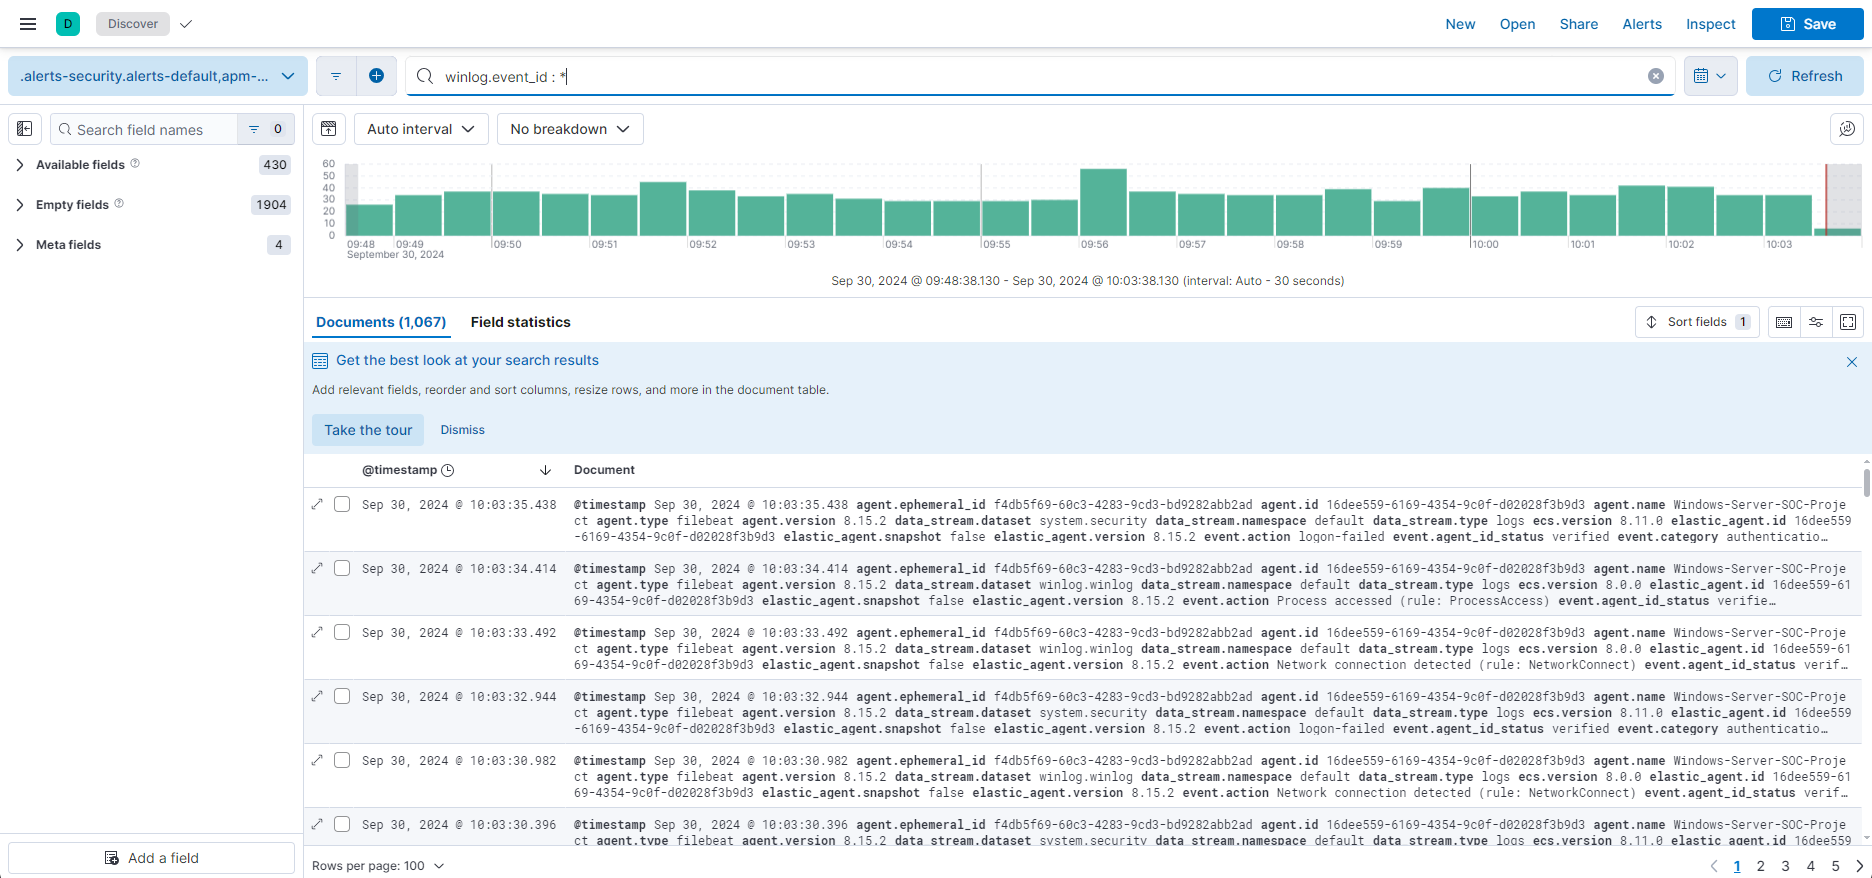 D Discover New Open Share Alerts Inspect Save
.alerts-security.alerts-default,apm-... winlog.event_id : * Refresh
Search field names 0 Auto interval No breakdown
Available fields 430
Empty fields 1904
Meta fields 4
60
50
40
30
20
10
0
09:48 09:49 09:50 09:51 09:52 09:53 09:54 09:55 09:56 09:57 09:58 09:59 10:00 10:01 10:02 10:03
September 30, 2024
Sep 30, 2024 @ 09:48:38.130 - Sep 30, 2024 @ 10:03:38.130 (interval: Auto - 30 seconds)
Documents (1,067) Field statistics Sort fields 1
Get the best look at your search results
Add relevant fields, reorder and sort columns, resize rows, and more in the document table.
Take the tour Dismiss
@timestamp Document
Sep 30, 2024 @ 10:03:35.438 @timestamp Sep 30, 2024 @ 10:03:35.438 agent.ephemeral_id f4db5f69-60c3-4283-9cd3-bd9282abb2ad agent.id 16dee559-6169-4354-9c0f-d02028f3b9d3 agent.name Windows-Server-SOC-Proje
ct agent.type filebeat agent.version 8.15.2 data_stream.dataset system.security data_stream.namespace default data_stream.type logs ecs.version 8.11.0 elastic_agent.id 16dee559
-6169-4354-9c0f-d02028f3b9d3 elastic_agent.snapshot false elastic_agent.version 8.15.2 event.action logon-failed event.agent_id_status verified event.category authenticatio…
Sep 30, 2024 @ 10:03:34.414 @timestamp Sep 30, 2024 @ 10:03:34.414 agent.ephemeral_id f4db5f69-60c3-4283-9cd3-bd9282abb2ad agent.id 16dee559-6169-4354-9c0f-d02028f3b9d3 agent.name Windows-Server-SOC-Proje
ct agent.type filebeat agent.version 8.15.2 data_stream.dataset winlog.winlog data_stream.namespace default data_stream.type logs ecs.version 8.0.0 elastic_agent.id 16dee559-61
69-4354-9c0f-d02028f3b9d3 elastic_agent.snapshot false elastic_agent.version 8.15.2 event.action Process accessed (rule: ProcessAccess) event.agent_id_status verifie…
Sep 30, 2024 @ 10:03:33.492 @timestamp Sep 30, 2024 @ 10:03:33.492 agent.ephemeral_id f4db5f69-60c3-4283-9cd3-bd9282abb2ad agent.id 16dee559-6169-4354-9c0f-d02028f3b9d3 agent.name Windows-Server-SOC-Proje
ct agent.type filebeat agent.version 8.15.2 data_stream.dataset winlog.winlog data_stream.namespace default data_stream.type logs ecs.version 8.0.0 elastic_agent.id 16dee559-61
69-4354-9c0f-d02028f3b9d3 elastic_agent.snapshot false elastic_agent.version 8.15.2 event.action Network connection detected (rule: NetworkConnect) event.agent_id_status verif…
Sep 30, 2024 @ 10:03:32.944 @timestamp Sep 30, 2024 @ 10:03:32.944 agent.ephemeral_id f4db5f69-60c3-4283-9cd3-bd9282abb2ad agent.id 16dee559-6169-4354-9c0f-d02028f3b9d3 agent.name Windows-Server-SOC-Proje
ct agent.type filebeat agent.version 8.15.2 data_stream.dataset system.security data_stream.namespace default data_stream.type logs ecs.version 8.11.0 elastic_agent.id 16dee559
-6169-4354-9c0f-d02028f3b9d3 elastic_agent.snapshot false elastic_agent.version 8.15.2 event.action logon-failed event.agent_id_status verified event.category authenticatio…
Sep 30, 2024 @ 10:03:30.982 @timestamp Sep 30, 2024 @ 10:03:30.982 agent.ephemeral_id f4db5f69-60c3-4283-9cd3-bd9282abb2ad agent.id 16dee559-6169-4354-9c0f-d02028f3b9d3 agent.name Windows-Server-SOC-Proje
ct agent.type filebeat agent.version 8.15.2 data_stream.dataset winlog.winlog data_stream.namespace default data_stream.type logs ecs.version 8.0.0 elastic_agent.id 16dee559-61
69-4354-9c0f-d02028f3b9d3 elastic_agent.snapshot false elastic_agent.version 8.15.2 event.action Network connection detected (rule: NetworkConnect) event.agent_id_status verif…
Sep 30, 2024 @ 10:03:30.396 @timestamp Sep 30, 2024 @ 10:03:30.396 agent.ephemeral_id f4db5f69-60c3-4283-9cd3-bd9282abb2ad agent.id 16dee559-6169-4354-9c0f-d02028f3b9d3 agent.name Windows-Server-SOC-Proje
ct agent.type filebeat agent.version 8.15.2 data_stream.dataset system.security data_stream.namespace default data_stream.type logs ecs.version 8.11.0 elastic_agent.id 16dee559
Add a field Rows per page: 100 1 2 3 4 5